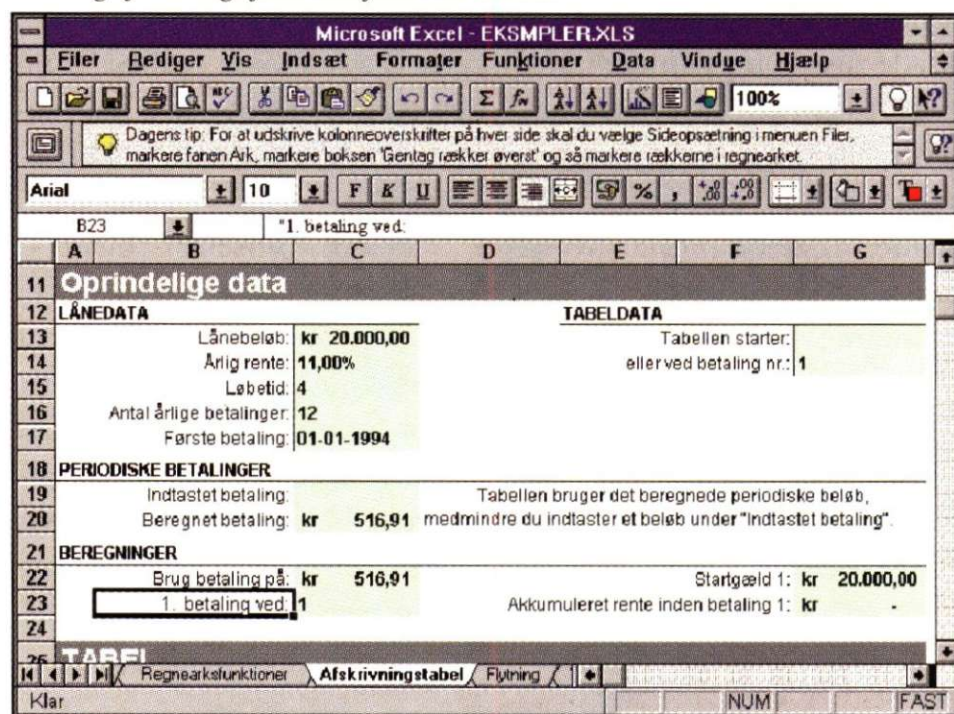 Microsoft Excel - EKSMPLER.XLS
Filer Rediger Vis Indsæt Formater Funktioner Data Vindue Hjælp
100%
Dagens tip: For at udskrive kolonneoverskrifter på hver side skal du vælge Sideopsætning i menuen Filer,
markere fanen Ark, markere boksen 'Gentag rækker øverst' og så markere rækkerne i regnearket.
Arial 10 F K U % ,
B23 "1. betaling ved:
A B C D E F G
11 Oprindelige data
12 LÅNEDATA TABELDATA
13 Lånebeløb: kr 20.000,00 Tabellen starter:
14 Årlig rente: 11,00% eller ved betaling nr.: 1
15 Løbetid: 4
16 Antal årlige betalinger: 12
17 Første betaling: 01-01-1994
18 PERIODISKE BETALINGER
19 Indtastet betaling: Tabellen bruger det beregnede periodiske beløb,
20 Beregnet betaling: kr 516,91 medmindre du indtaster et beløb under "Indtastet betaling".
21 BEREGNINGER
22 Brug betaling på: kr 516,91 Startgæld 1: kr 20.000,00
23 1. betaling ved: 1 Akkumuleret rente inden betaling 1: kr -
24
TABEL
Regnearksfunktioner Afskrivningstabel Flytning
Klar NUM FAST